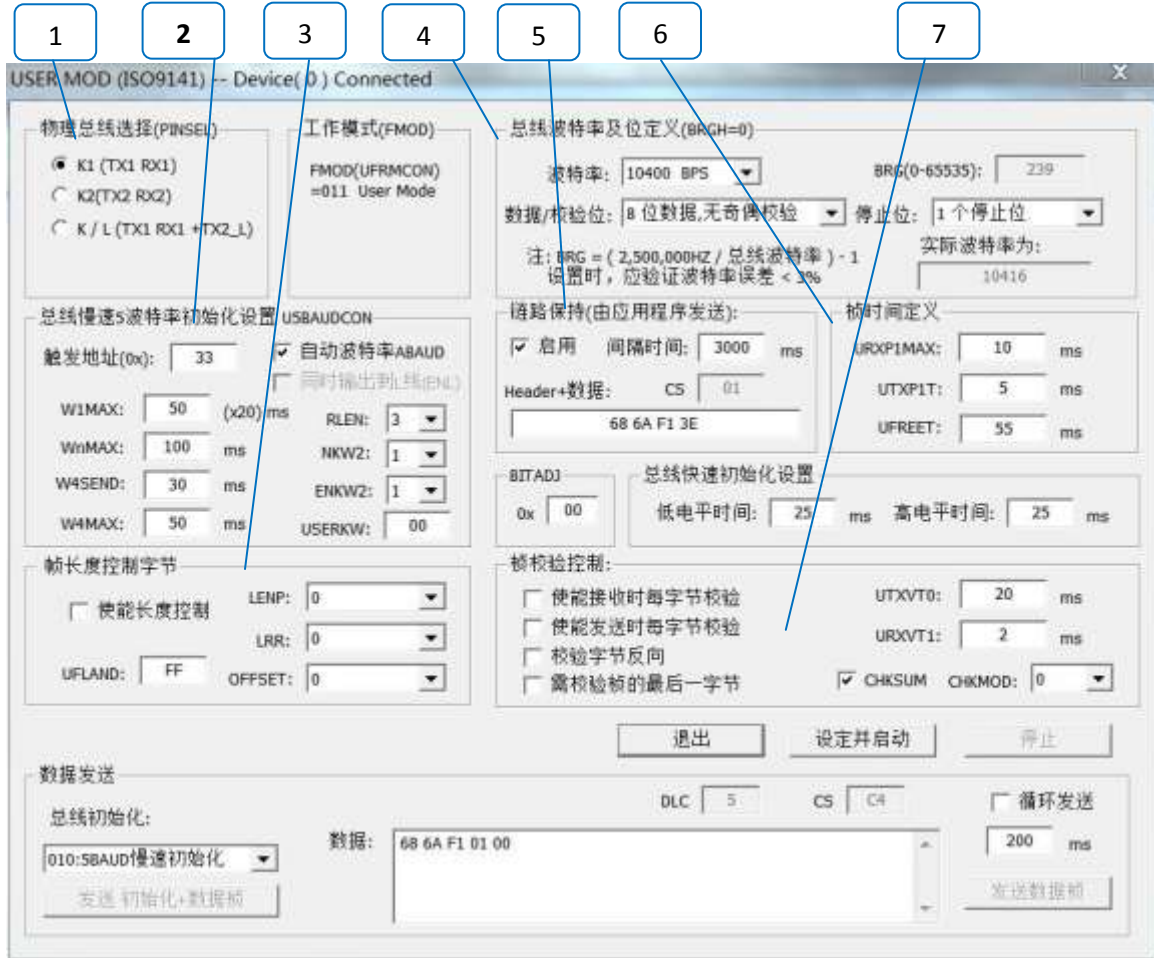 1
2
3
4
5
6
7
USER MOD (ISO9141) -- Device( 0 ) Connected
X
物理总线选择(PINSEL)
K1 (TX1 RX1)
K2(TX2 RX2)
K / L (TX1 RX1 +TX2_L)
工作模式(FMOD)
FMOD(UFRMCON)
=011 User Mode
总线波特率及位定义(BRGH=0)
波特率: 10400 BPS
BRG(0-65535): 239
数据/校验位: 8 位数据,无奇偶校验
停止位: 1 个停止位
注: BRG = ( 2,500,000HZ / 总线波特率 ) - 1
设置时，应验证波特率误差 < 3%
实际波特率为:
10416
总线慢速5波特率初始化设置 U5BAUDCON
触发地址(0x): 33
自动波特率ABAUD
同时输出到L线(ENL)
W1MAX: 50 (x20) ms
RLEN: 3
WnMAX: 100 ms
NKW2: 1
W4SEND: 30 ms
ENKW2: 1
W4MAX: 50 ms
USERKW: 00
链路保持(由应用程序发送):
启用 间隔时间: 3000 ms
Header+数据: CS 01
68 6A F1 3E
桢时间定义
URXP1MAX: 10 ms
UTXP1T: 5 ms
UFREET: 55 ms
BITADJ
0x 00
总线快速初始化设置
低电平时间: 25 ms 高电平时间: 25 ms
帧长度控制字节
使能长度控制
LENP: 0
LRR: 0
UFLAND: FF
OFFSET: 0
桢校验控制:
使能接收时每字节校验
使能发送时每字节校验
校验字节反向
需校验桢的最后一字节
UTXVT0: 20 ms
URXVT1: 2 ms
CHKSUM CHKMOD: 0
退出
设定并启动
停止
数据发送
总线初始化:
010:5BAUD慢速初始化
发送 初始化+数据桢
DLC 5
CS C4
数据: 68 6A F1 01 00
循环发送
200 ms
发送数据桢